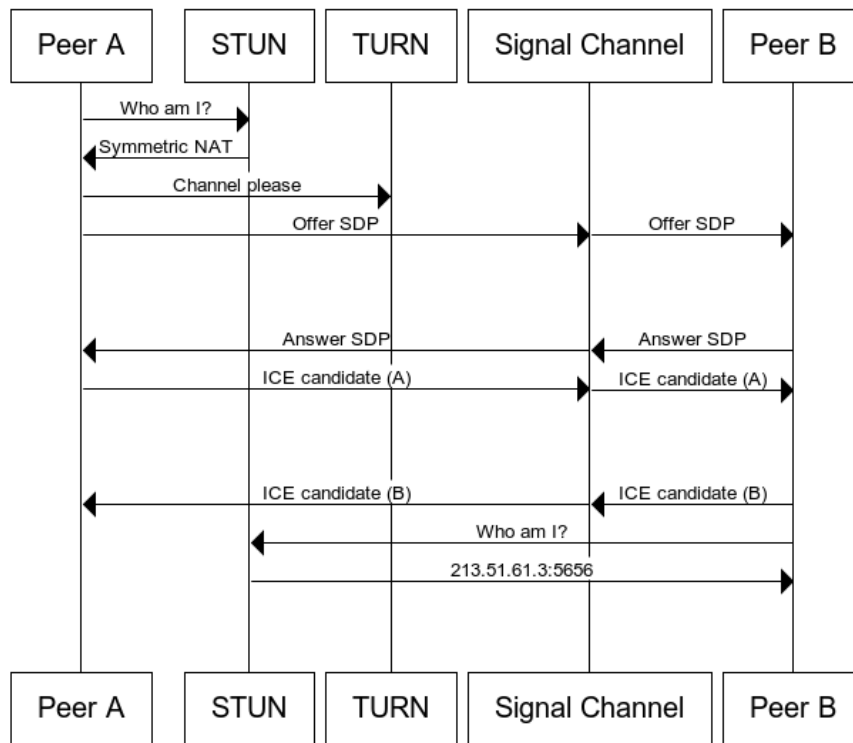 Peer A
STUN
TURN
Signal Channel
Peer B
Who am I?
Symmetric NAT
Channel please
Offer SDP
Offer SDP
Answer SDP
Answer SDP
ICE candidate (A)
ICE candidate (A)
ICE candidate (B)
ICE candidate (B)
Who am I?
213.51.61.3:5656
Peer A
STUN
TURN
Signal Channel
Peer B